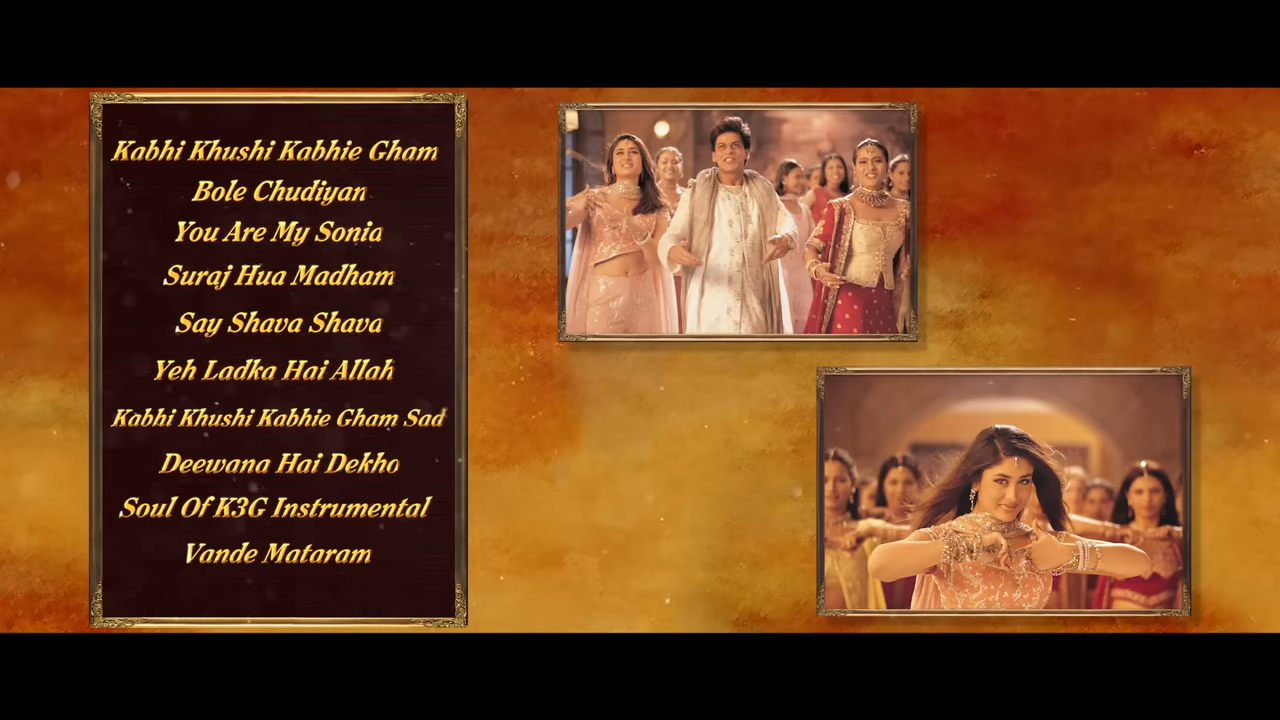 Kabhi Khushi Kabhie Gham
Bole Chudiyan
You Are My Sonia
Suraj Hua Madham
Say Shava Shava
Yeh Ladka Hai Allah
Kabhi Khushi Kabhie Gham Sad
Deewana Hai Dekho
Soul Of K3G Instrumental
Vande Mataram